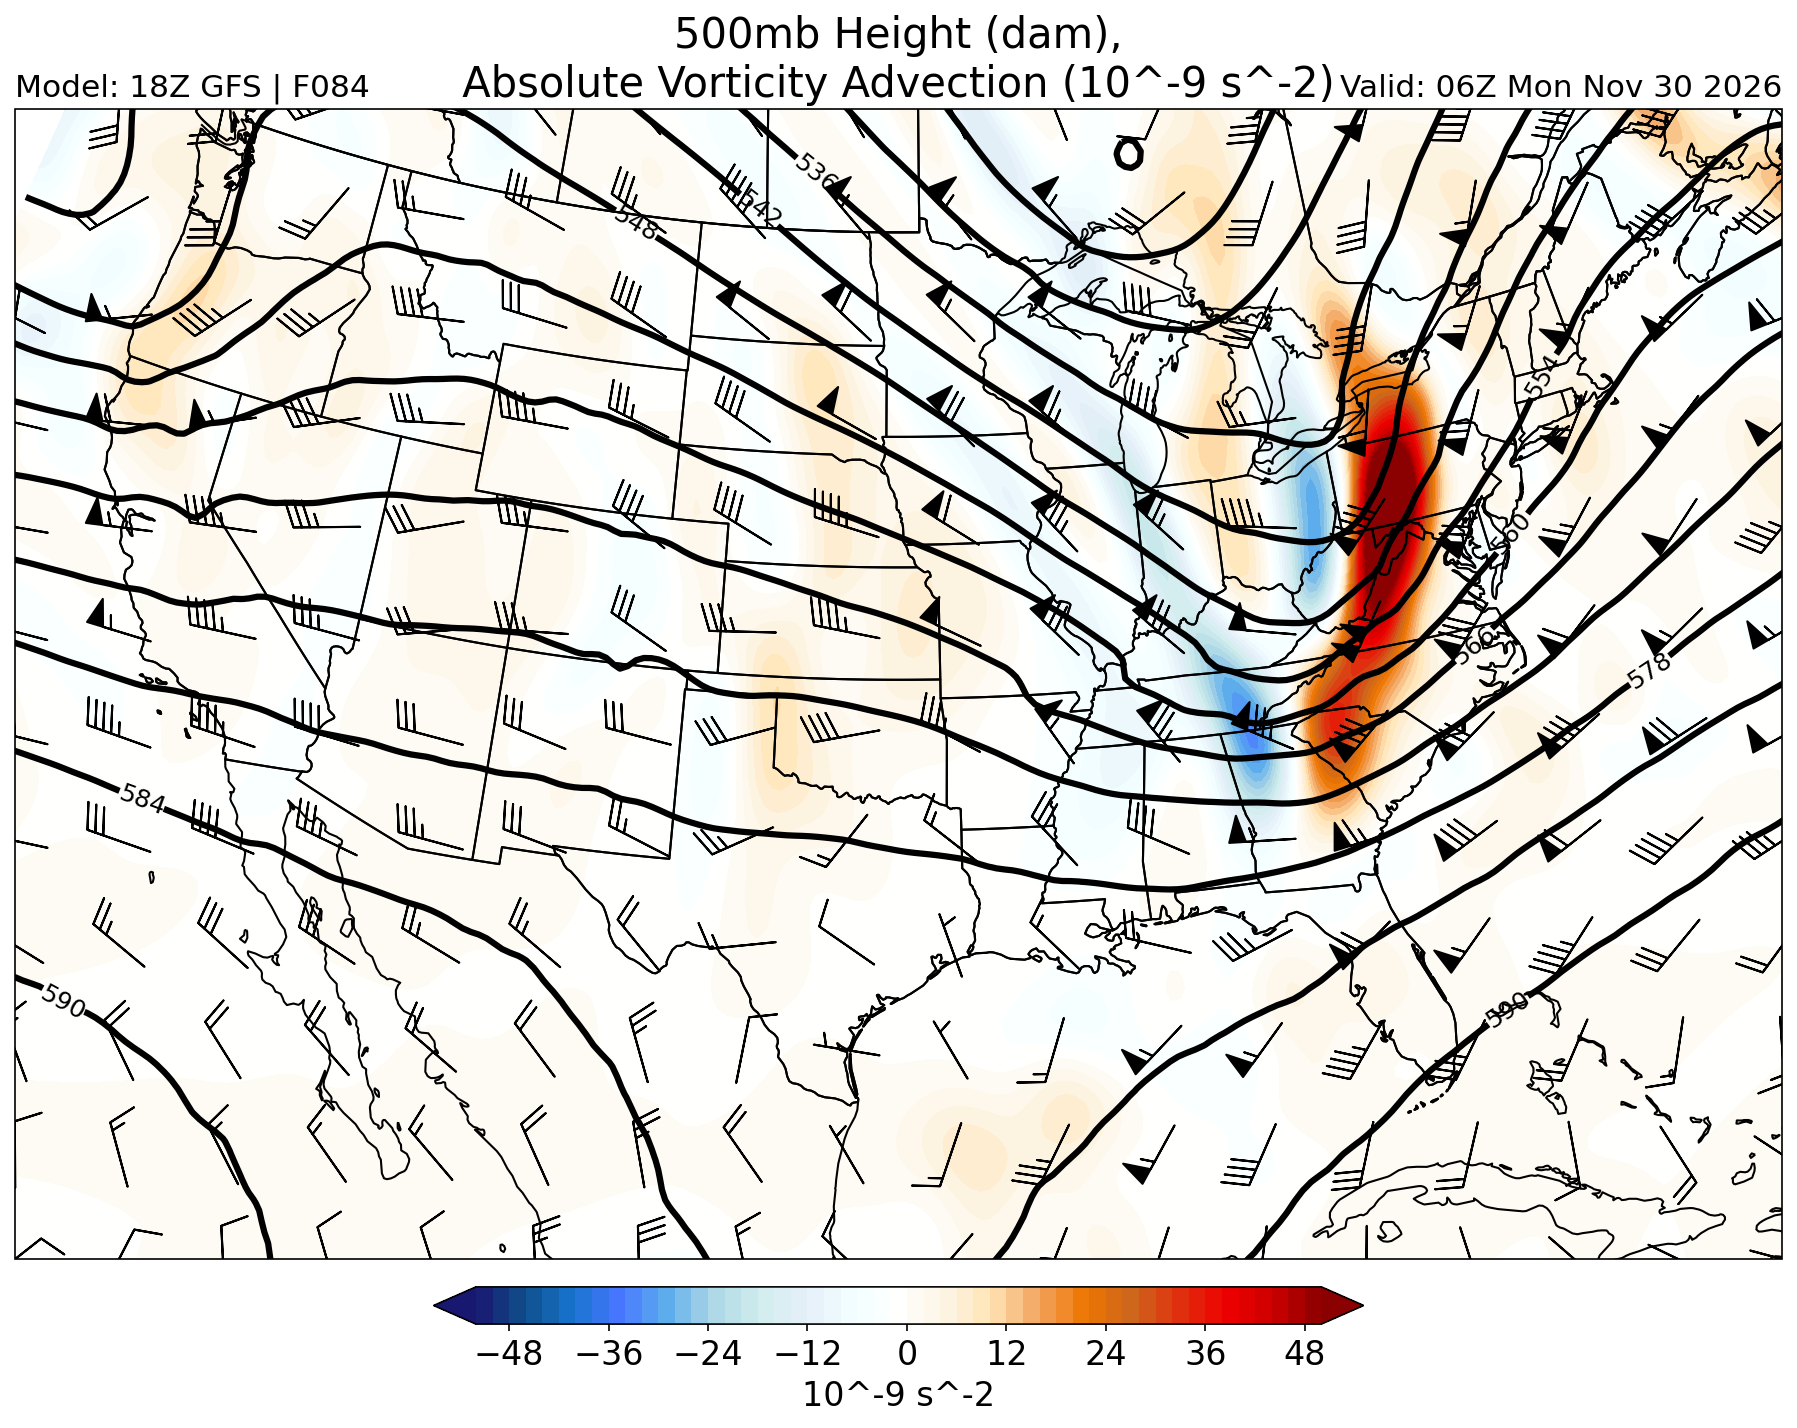 500mb Height (dam),
Model: 18Z GFS | F084
Absolute Vorticity Advection (10^-9 s^-2)
Valid: 06Z Mon Nov 30 2026
536
542
548
554
560
566
578
584
590
590
−48 −36 −24 −12 0 12 24 36 48
10^-9 s^-2